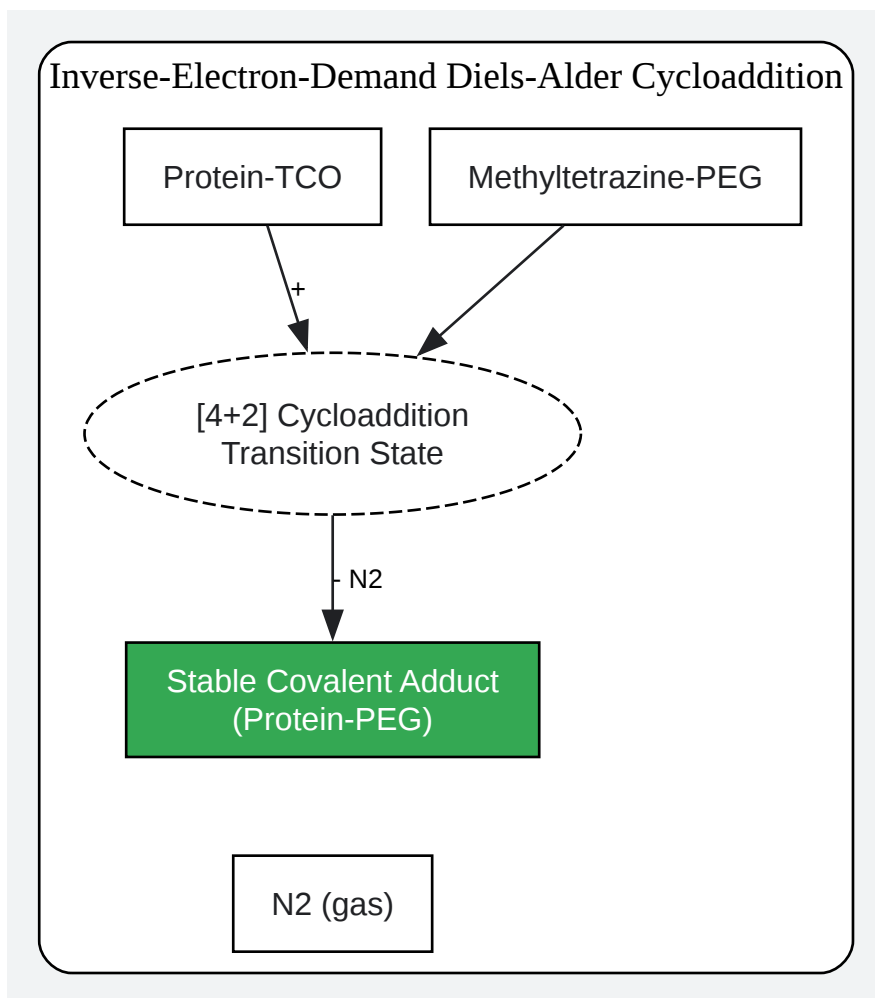 Inverse-Electron-Demand Diels-Alder Cycloaddition
Protein-TCO
Methyltetrazine-PEG
+
[4+2] Cycloaddition
Transition State
- N2
Stable Covalent Adduct
(Protein-PEG)
N2 (gas)